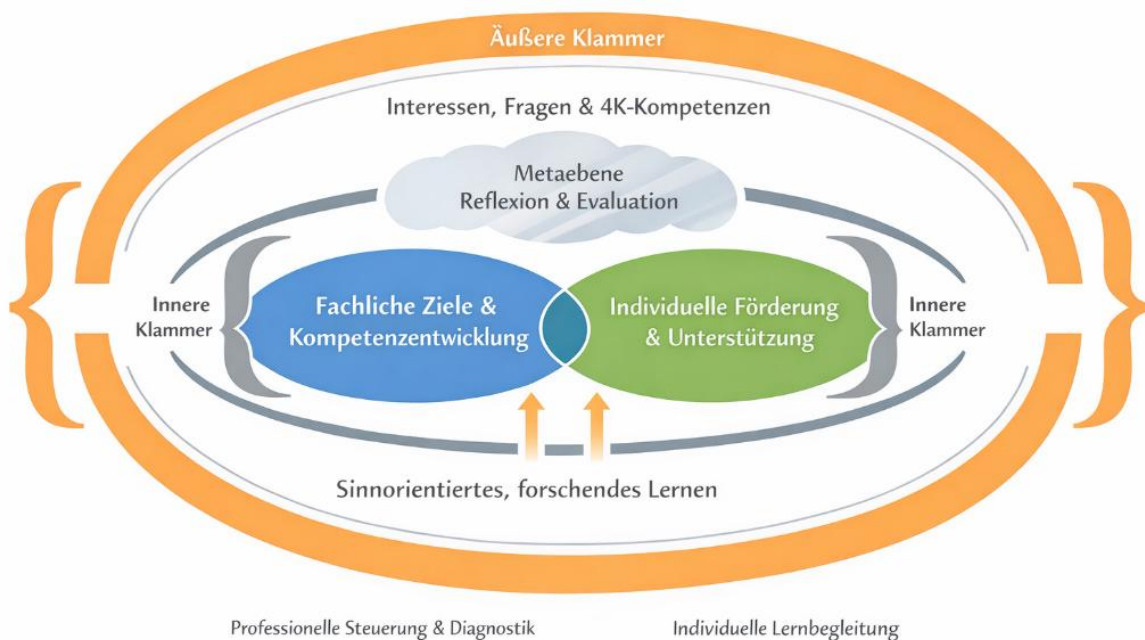 Äußere Klammer
Interessen, Fragen & 4K-Kompetenzen
Metaebene
Reflexion & Evaluation
Innere
Klammer
Fachliche Ziele &
Kompetenzentwicklung
Individuelle Förderung
& Unterstützung
Innere
Klammer
Sinnorientiertes, forschendes Lernen
Professionelle Steuerung & Diagnostik
Individuelle Lernbegleitung